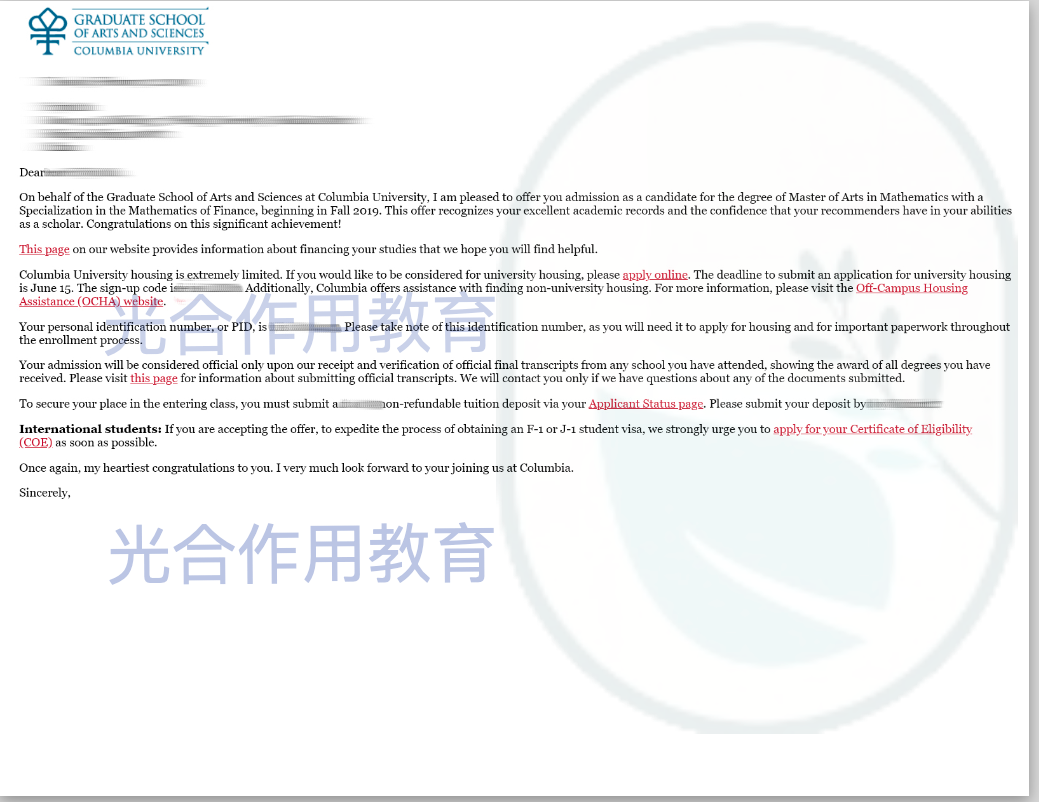 GRADUATE SCHOOL
OF ARTS AND SCIENCES
COLUMBIA UNIVERSITY
Dear
On behalf of the Graduate School of Arts and Sciences at Columbia University, I am pleased to offer you admission as a candidate for the degree of Master of Arts in Mathematics with a
Specialization in the Mathematics of Finance, beginning in Fall 2019. This offer recognizes your excellent academic records and the confidence that your recommenders have in your abilities
as a scholar. Congratulations on this significant achievement!
This page on our website provides information about financing your studies that we hope you will find helpful.
Columbia University housing is extremely limited. If you would like to be considered for university housing, please apply online. The deadline to submit an application for university housing
is June 15. The sign-up code is Additionally, Columbia offers assistance with finding non-university housing. For more information, please visit the Off-Campus Housing
Assistance (OCHA) website.
光合作用教育
Your personal identification number, or PID, is Please take note of this identification number, as you will need it to apply for housing and for important paperwork throughout
the enrollment process.
Your admission will be considered official only upon our receipt and verification of official final transcripts from any school you have attended, showing the award of all degrees you have
received. Please visit this page for information about submitting official transcripts. We will contact you only if we have questions about any of the documents submitted.
To secure your place in the entering class, you must submit a on-refundable tuition deposit via your Applicant Status page. Please submit your deposit by
International students: If you are accepting the offer, to expedite the process of obtaining an F-1 or J-1 student visa, we strongly urge you to apply for your Certificate of Eligibility
(COE) as soon as possible.
Once again, my heartiest congratulations to you. I very much look forward to your joining us at Columbia.
Sincerely,
光合作用教育